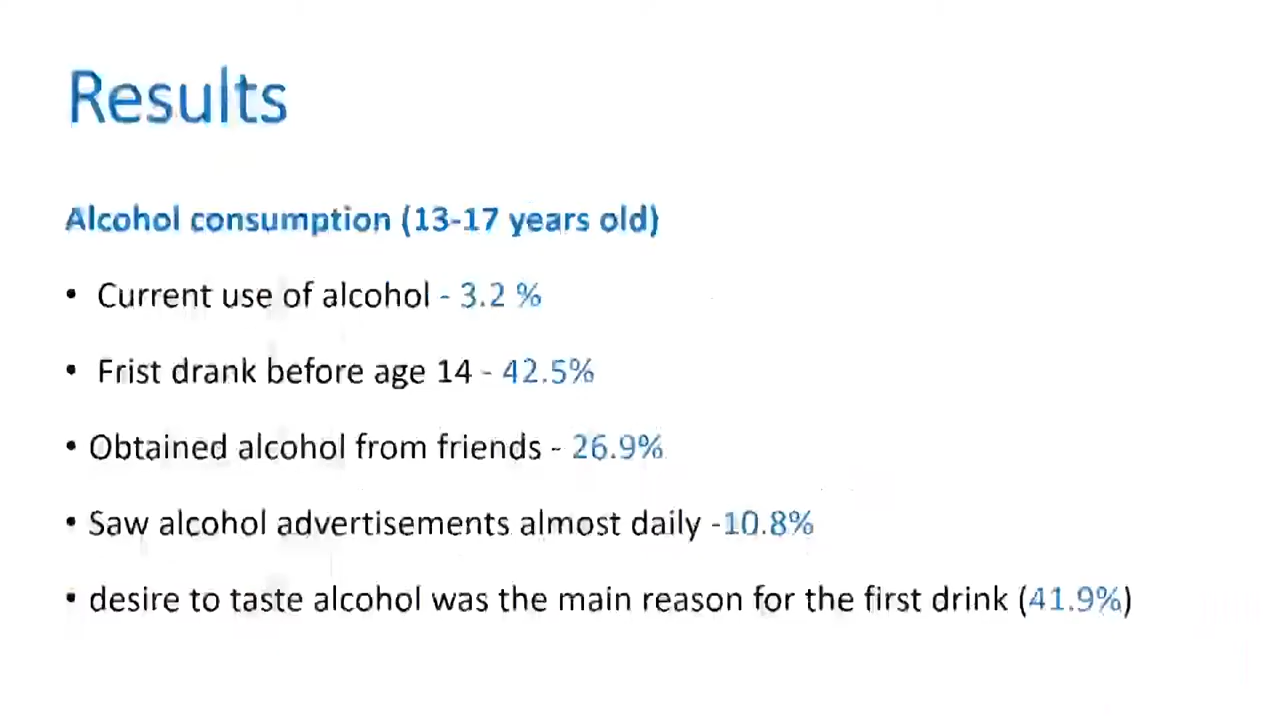 Results
Alcohol consumption (13-17 years old)
• Current use of alcohol - 3.2 %
• Frist drank before age 14 - 42.5%
• Obtained alcohol from friends - 26.9%
• Saw alcohol advertisements almost daily -10.8%
• desire to taste alcohol was the main reason for the first drink (41.9%)